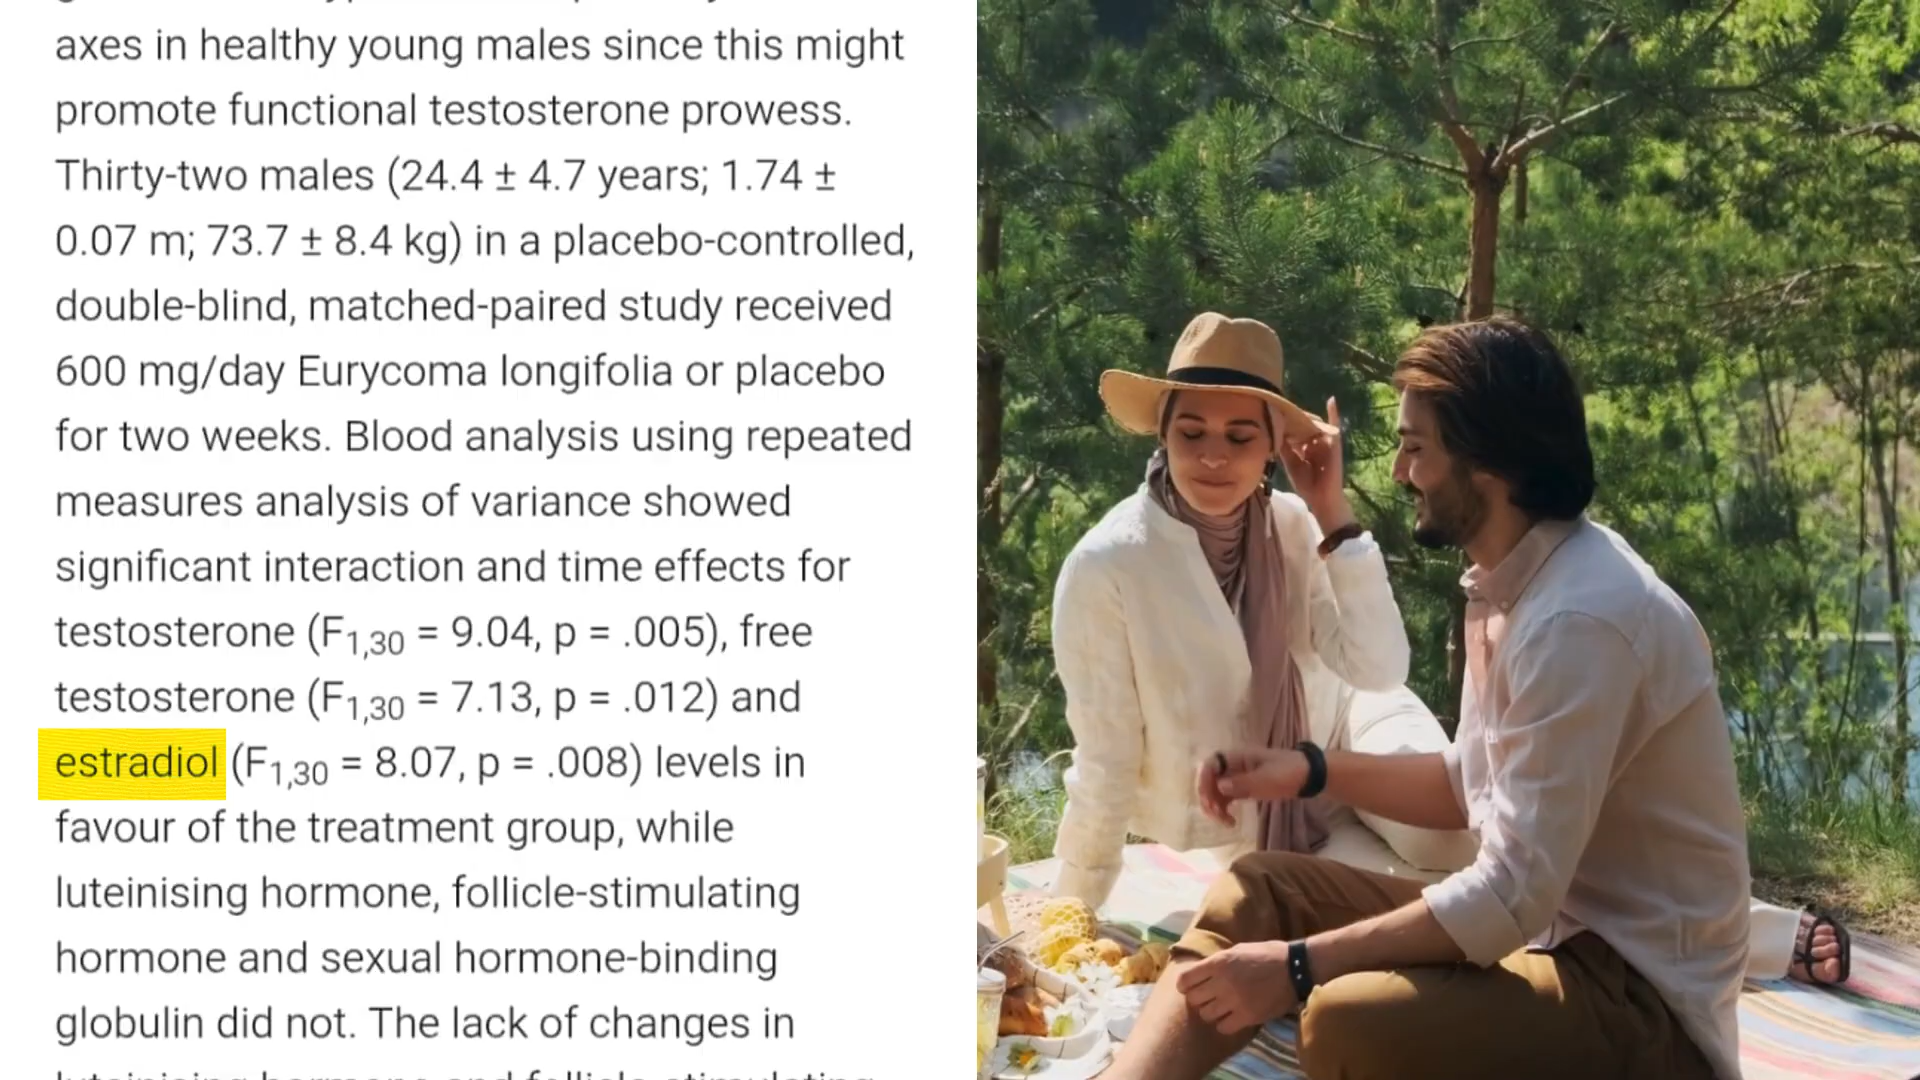 axes in healthy young males since this might
promote functional testosterone prowess.
Thirty-two males (24.4 ± 4.7 years; 1.74 ±
0.07 m; 73.7 ± 8.4 kg) in a placebo-controlled,
double-blind, matched-paired study received
600 mg/day Eurycoma longifolia or placebo
for two weeks. Blood analysis using repeated
measures analysis of variance showed
significant interaction and time effects for
testosterone (F1,30 = 9.04, p = .005), free
testosterone (F1,30 = 7.13, p = .012) and
estradiol (F1,30 = 8.07, p = .008) levels in
favour of the treatment group, while
luteinising hormone, follicle-stimulating
hormone and sexual hormone-binding
globulin did not. The lack of changes in